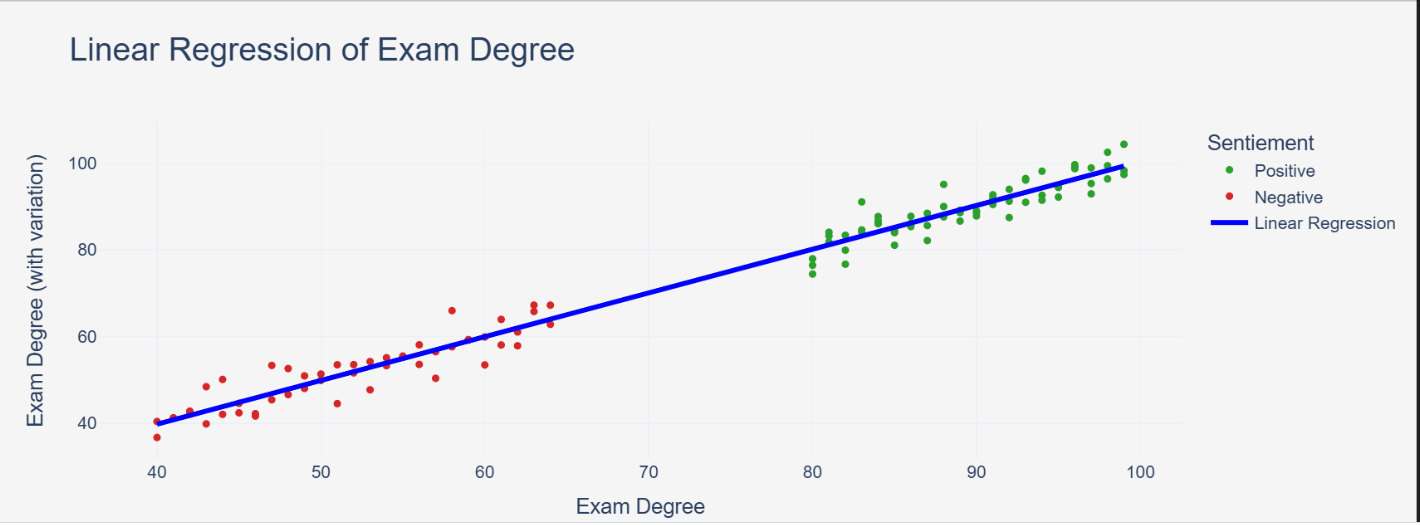 Linear Regression of Exam Degree
Exam Degree (with variation)
100
80
60
40
40 50 60 70 80 90 100
Exam Degree
Sentiement
Positive
Negative
Linear Regression